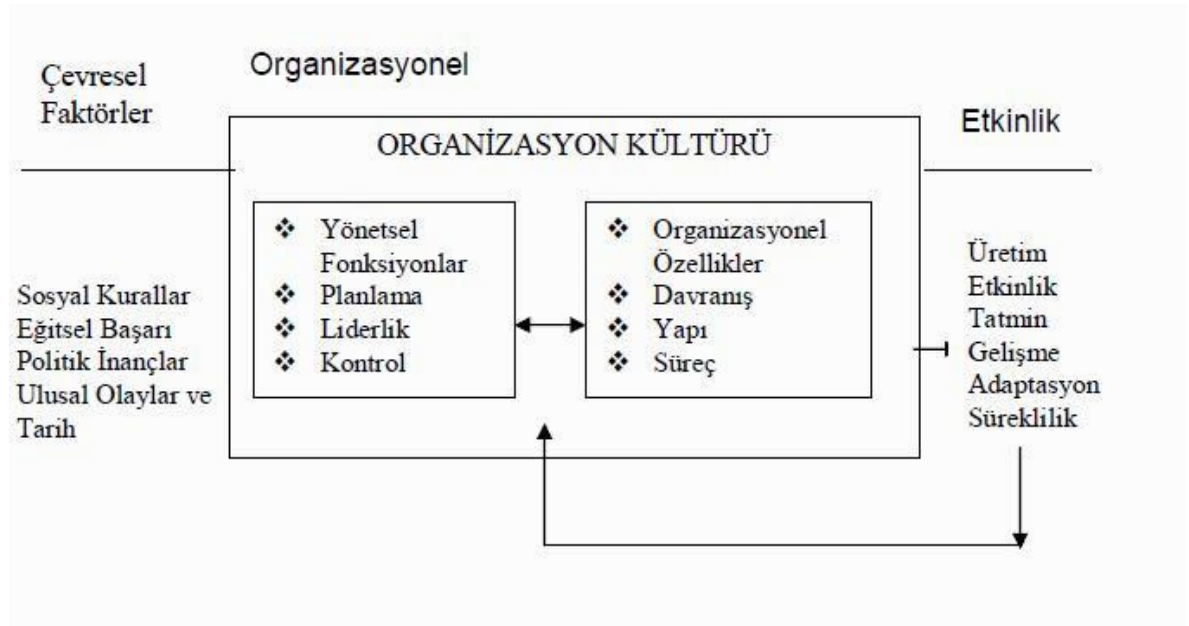 Çevresel
Faktörler
Organizasyonel
Etkinlik
ORGANİZASYON KÜLTÜRÜ
Sosyal Kurallar
Eğitsel Başarı
Politik İnançlar
Ulusal Olaylar ve
Tarih
❖ Yönetsel
Fonksiyonlar
❖ Planlama
❖ Liderlik
❖ Kontrol
❖ Organizasyonel
Özellikler
❖ Davranış
❖ Yapı
❖ Süreç
Üretim
Etkinlik
Tatmin
Gelişme
Adaptasyon
Süreklilik